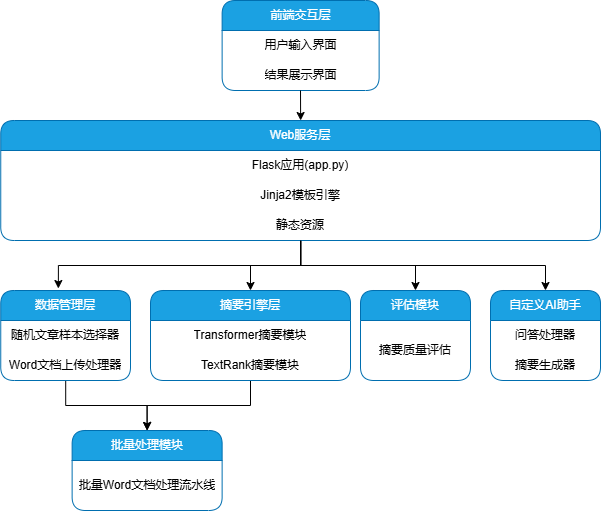 前端交互层
用户输入界面
结果展示界面
Web服务层
Flask应用(app.py)
Jinja2模板引擎
静态资源
数据管理层
随机文章样本选择器
Word文档上传处理器
摘要引擎层
Transformer摘要模块
TextRank摘要模块
评估模块
摘要质量评估
自定义AI助手
问答处理器
摘要生成器
批量处理模块
批量Word文档处理流水线